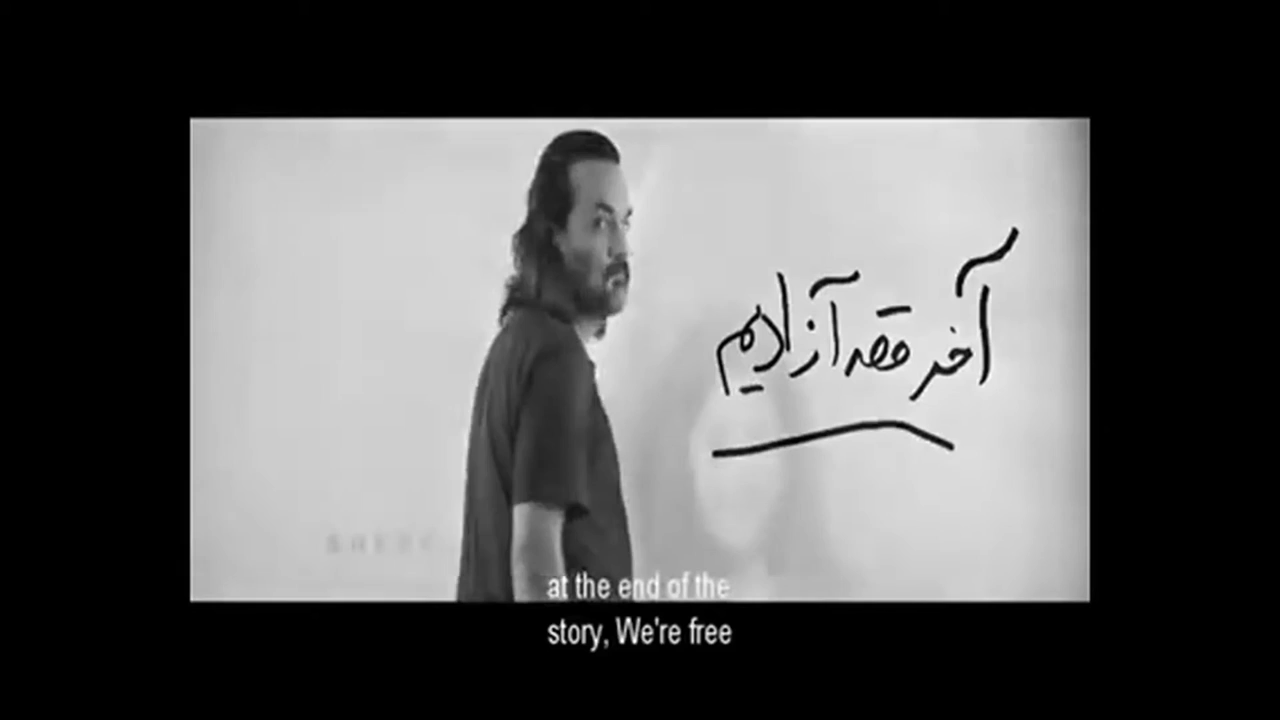 آخر قصه آزادیم
at the end of the
story, We're free